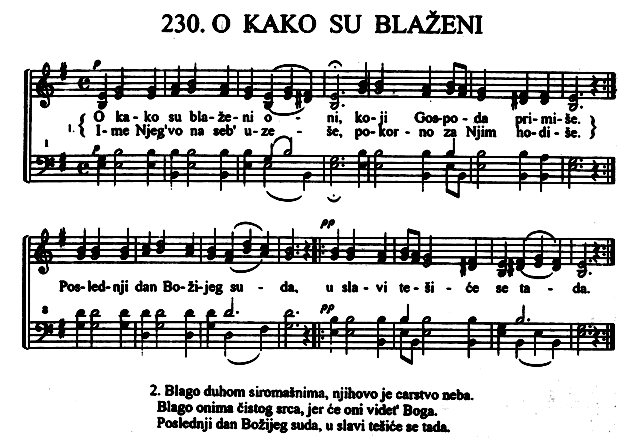 230. O KAKO SU BLAŽENI
p
1. { O ka-ko su bla-že-ni o - ni, ko-ji Gos-po-da pri-mi-še. }
{ I-me Njeg'vo na seb' u-ze - še, po-kor-no za Njim ho-di-še. }
1
p
pp
Pos-led-nji dan Bo-ži-jeg su-da, u sla-vi te-ši-će se ta-da.
8
pp
2. Blago duhom siromašnima, njihovo je carstvo neba.
Blago onima čistog srca, jer će oni videt' Boga.
Poslednji dan Božijeg suda, u slavi tešiće se tada.